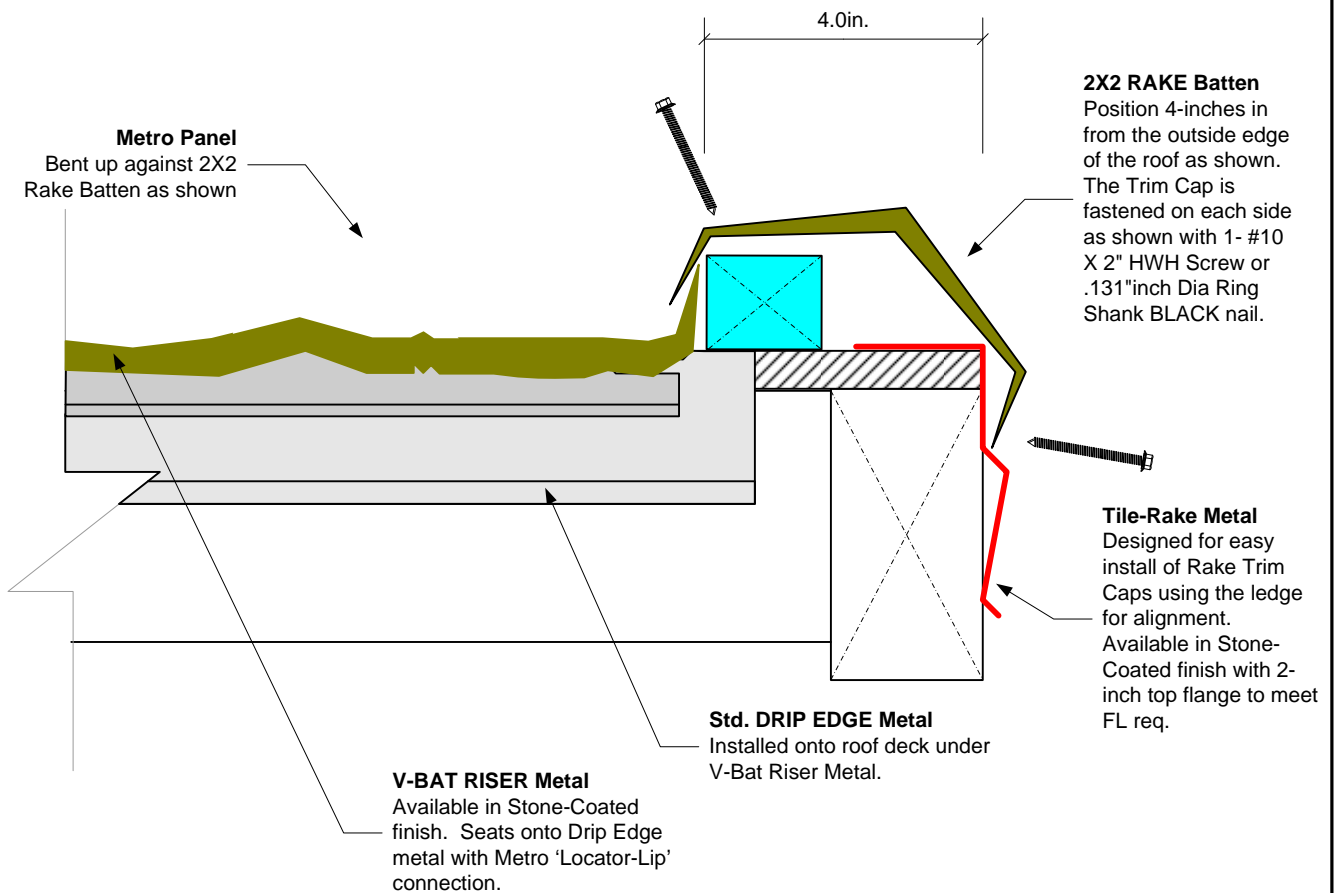 4.0in.
Metro Panel
Bent up against 2X2
Rake Batten as shown
2X2 RAKE Batten
Position 4-inches in
from the outside edge
of the roof as shown.
The Trim Cap is
fastened on each side
as shown with 1- #10
X 2" HWH Screw or
.131"inch Dia Ring
Shank BLACK nail.
Tile-Rake Metal
Designed for easy
install of Rake Trim
Caps using the ledge
for alignment.
Available in Stone-
Coated finish with 2-
inch top flange to meet
FL req.
Std. DRIP EDGE Metal
Installed onto roof deck under
V-Bat Riser Metal.
V-BAT RISER Metal
Available in Stone-Coated
finish.  Seats onto Drip Edge
metal with Metro ‘Locator-Lip’
connection.